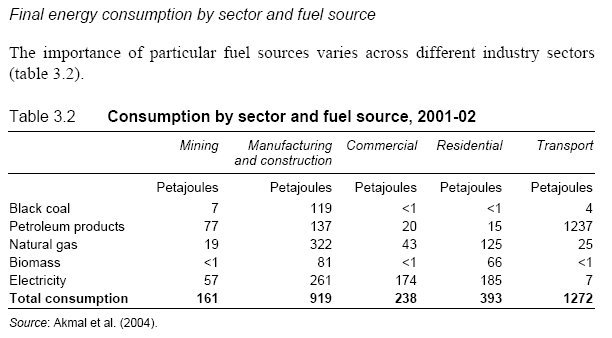 Final energy consumption by sector and fuel source
The importance of particular fuel sources varies across different industry sectors
(table 3.2).
Table 3.2 Consumption by sector and fuel source, 2001-02
Mining Manufacturing and construction Commercial Residential Transport
Petajoules Petajoules Petajoules Petajoules Petajoules
Black coal 7 119 <1 <1 4
Petroleum products 77 137 20 15 1237
Natural gas 19 322 43 125 25
Biomass <1 81 <1 66 <1
Electricity 57 261 174 185 7
Total consumption 161 919 238 393 1272
Source: Akmal et al. (2004).